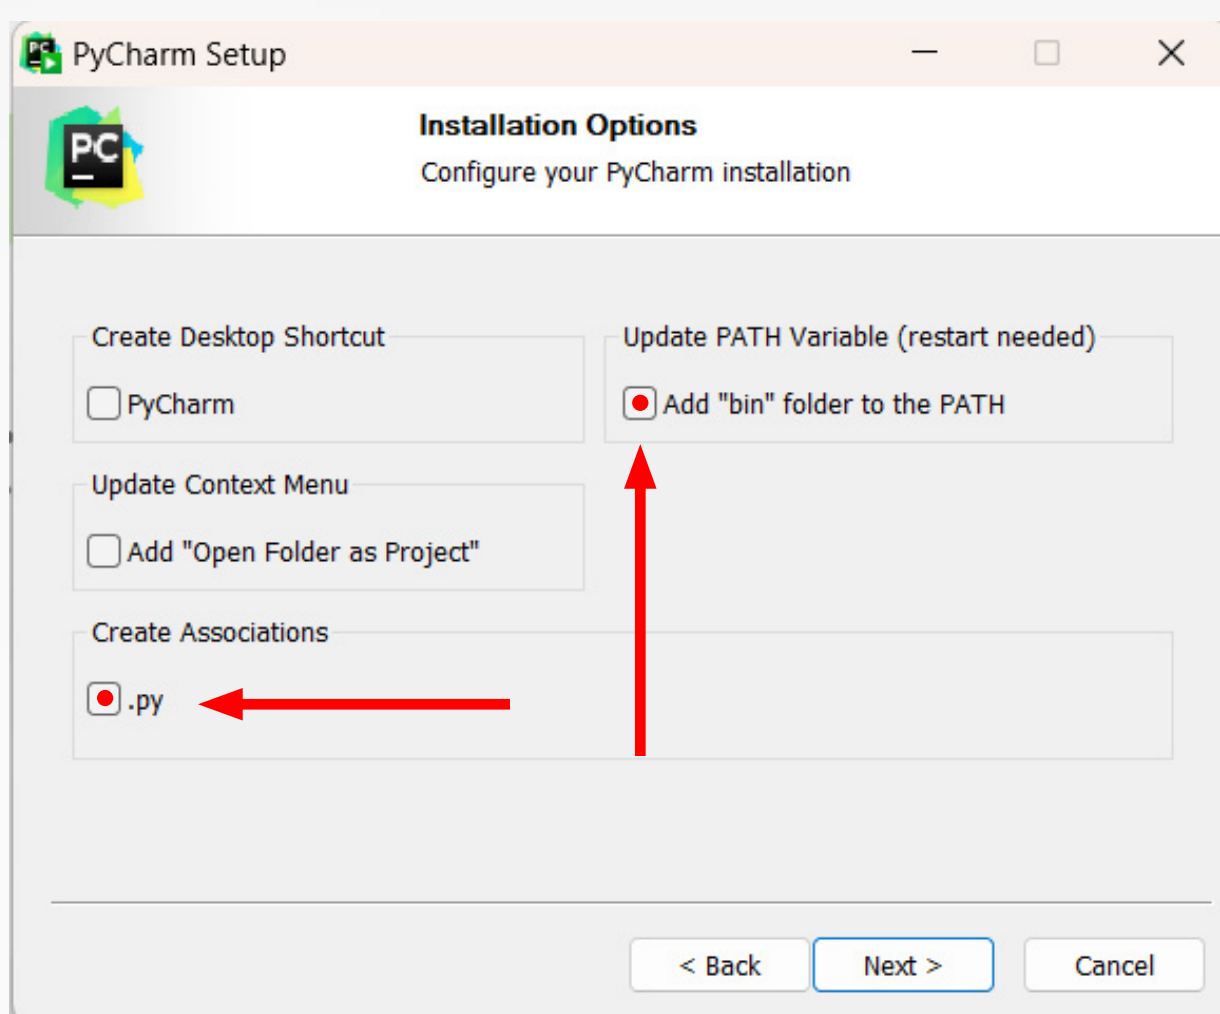 PC
PyCharm Setup
PC
Installation Options
Configure your PyCharm installation
Create Desktop Shortcut
PyCharm
Update PATH Variable (restart needed)
Add "bin" folder to the PATH
Update Context Menu
Add "Open Folder as Project"
Create Associations
.py
< Back
Next >
Cancel